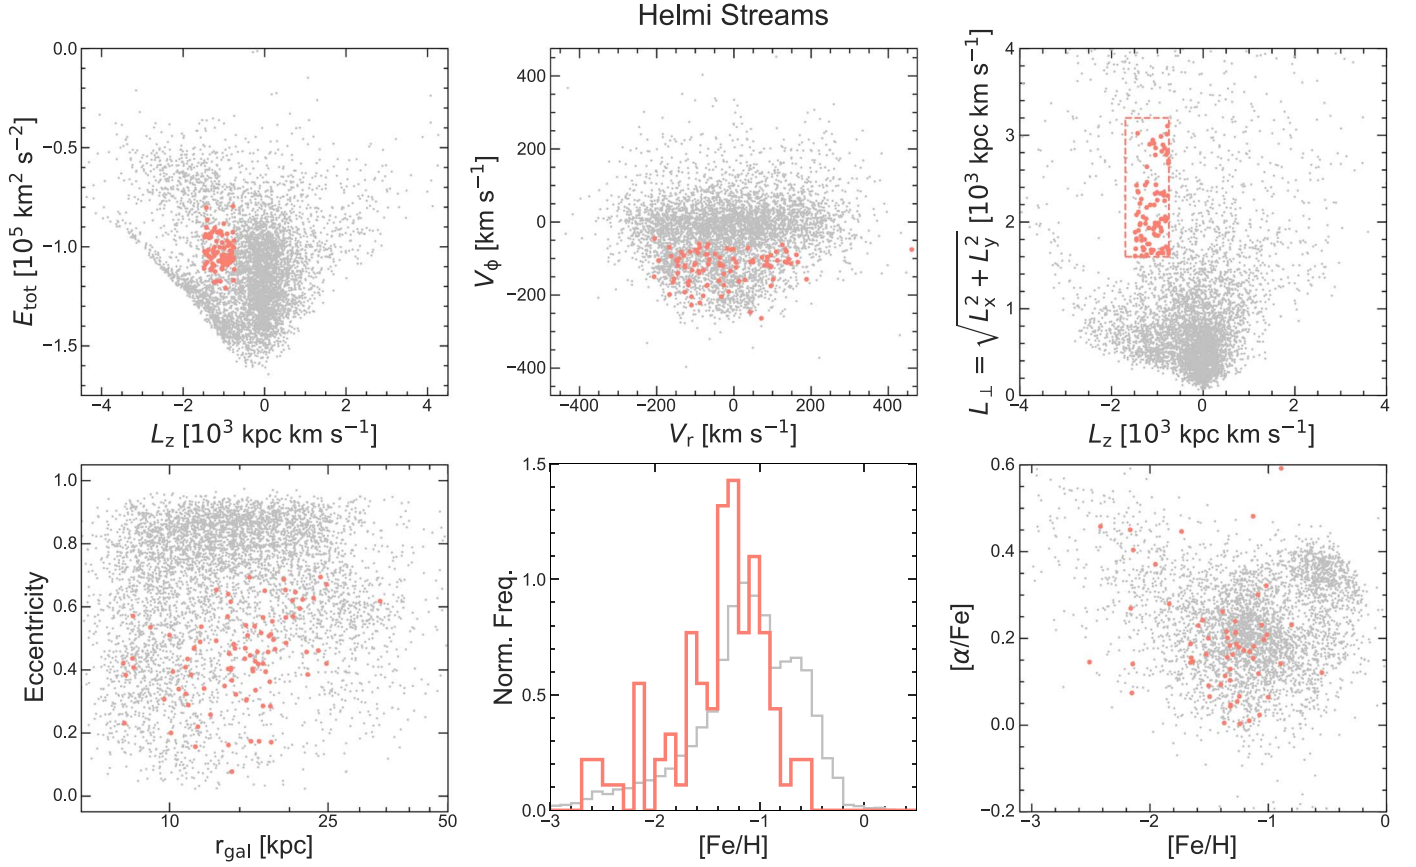 Helmi Streams
0.0
−0.5
−1.0
−1.5
E_tot [10^5 km^2 s^−2]
−4 −2 0 2 4
L_z [10^3 kpc km s^−1]
400
200
0
−200
−400
V_ϕ [km s^−1]
−400 −200 0 200 400
V_r [km s^−1]
4
3
2
1
0
L_⊥ = √(L_x^2 + L_y^2) [10^3 kpc km s^−1]
−4 −2 0 2 4
L_z [10^3 kpc km s^−1]
1.0
0.8
0.6
0.4
0.2
0.0
Eccentricity
10 25 50
r_gal [kpc]
1.5
1.0
0.5
0.0
Norm. Freq.
−3 −2 −1 0
[Fe/H]
0.6
0.4
0.2
0.0
−0.2
[α/Fe]
−3 −2 −1 0
[Fe/H]